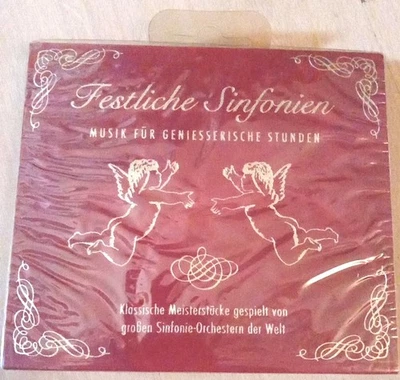 Festliche Sinfonien
MUSIK FÜR GENIESSERISCHE STUNDEN
Klassische Meisterstücke gespielt von
großen Sinfonie-Orchestern der Welt